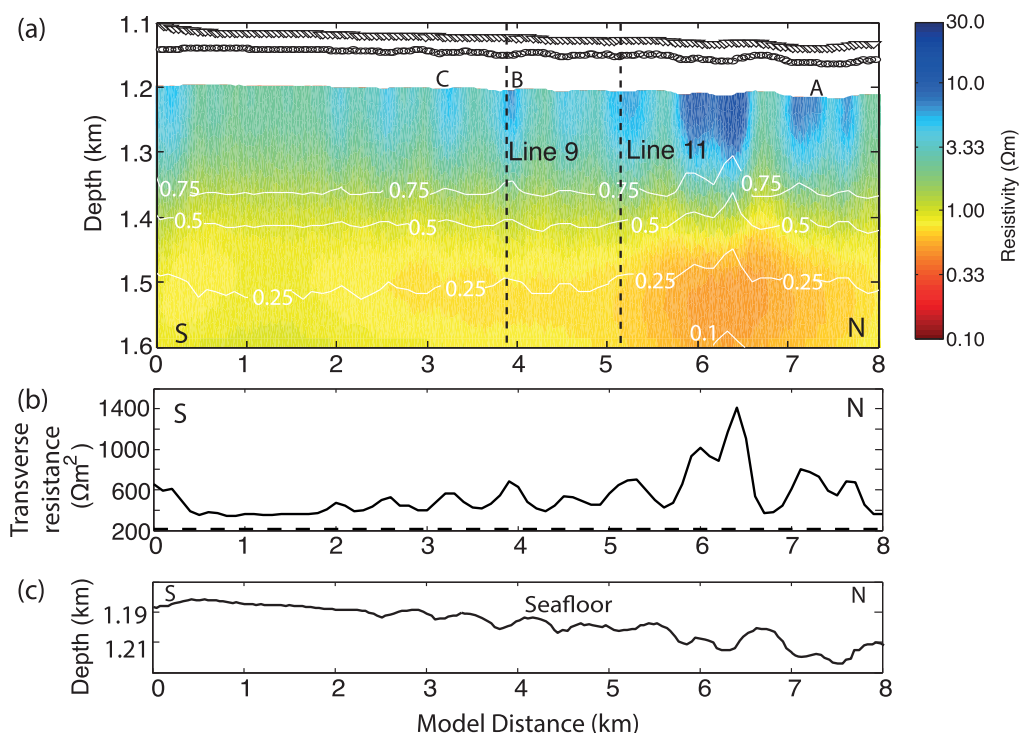 (a)
1.1
1.2
1.3
1.4
1.5
1.6
Depth (km)
C B A
Line 9 Line 11
0.75 0.75 0.75 0.75
0.5 0.5 0.5 0.5
0.25 0.25 0.25 0.25
0.1
S N
0 1 2 3 4 5 6 7 8
30.0
10.0
3.33
1.00
0.33
0.10
Resistivity (Ωm)
(b)
S N
1400
1000
600
200
Transverse
resistance
(Ωm²)
0 1 2 3 4 5 6 7 8
(c)
S Seafloor N
1.19
1.21
Depth (km)
0 1 2 3 4 5 6 7 8
Model Distance (km)